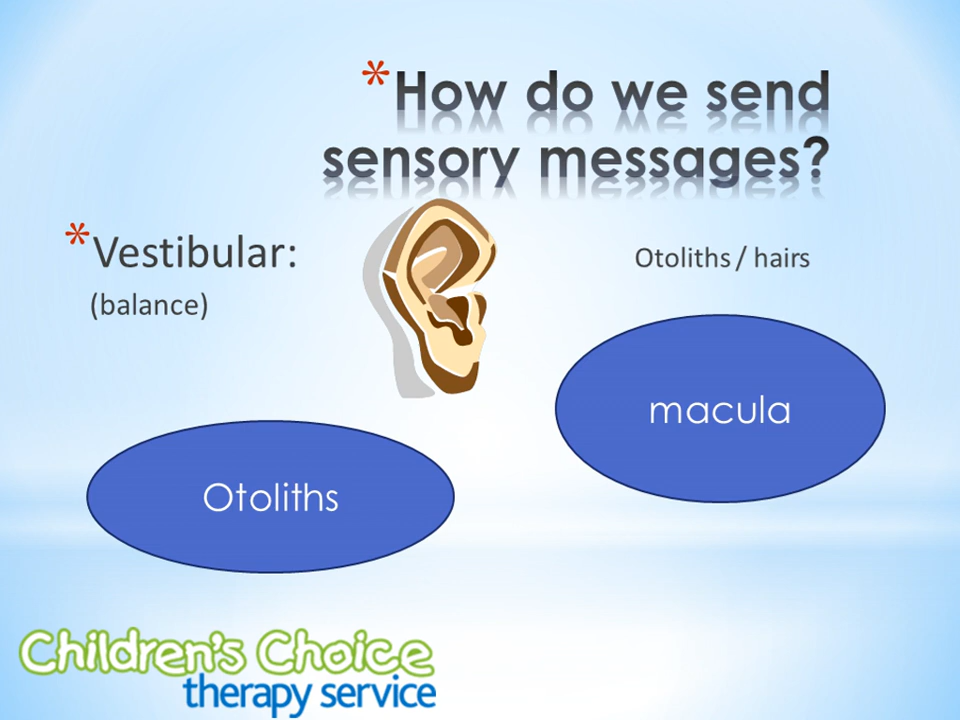 *How do we send
sensory messages?
*Vestibular:
(balance)
Otoliths / hairs
macula
Otoliths
Children's Choice
therapy service